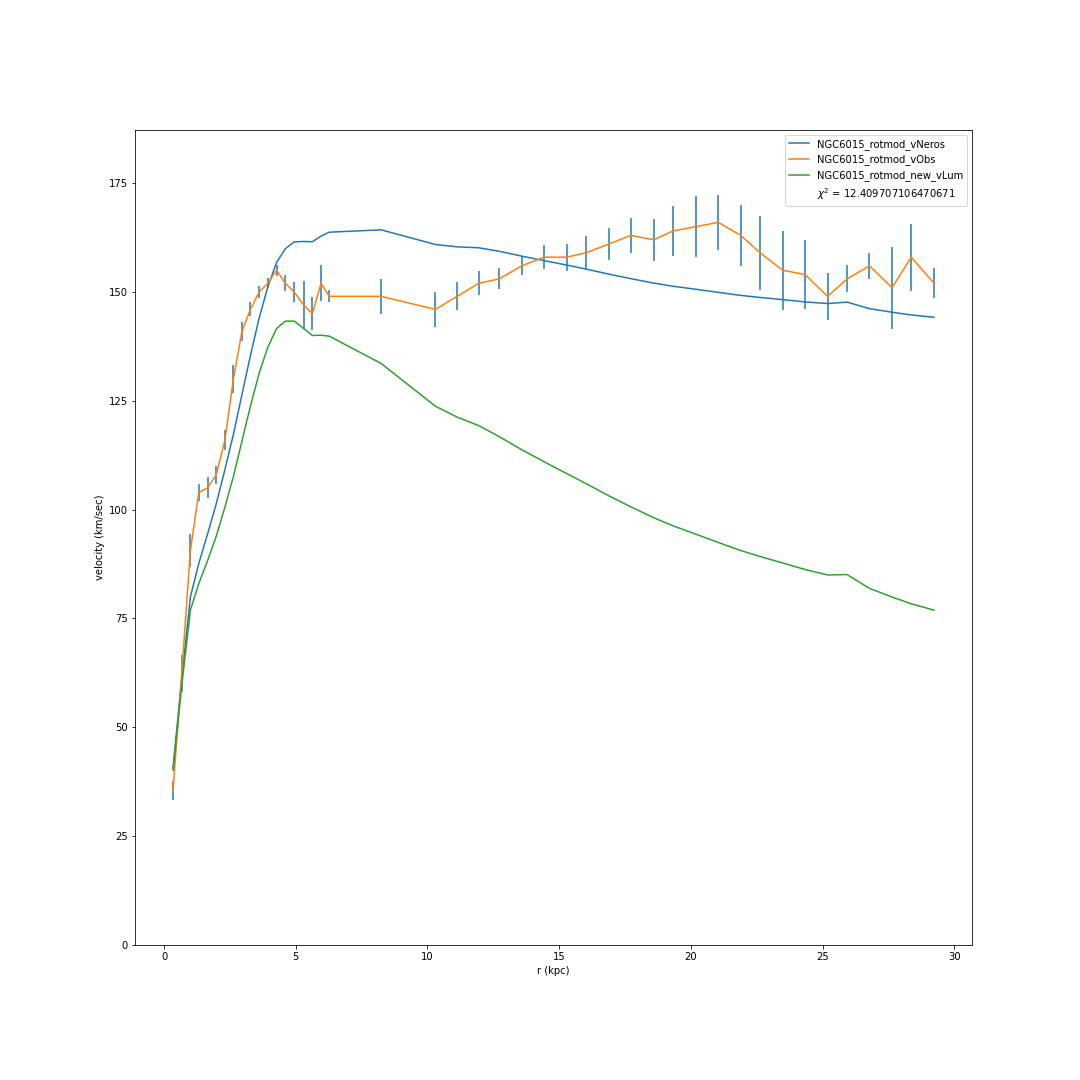 NGC6015_rotmod_vNeros
NGC6015_rotmod_vObs
NGC6015_rotmod_new_vLum
χ² = 12.409707106470671
175
150
125
100
75
50
25
0
velocity (km/sec)
0 5 10 15 20 25 30
r (kpc)